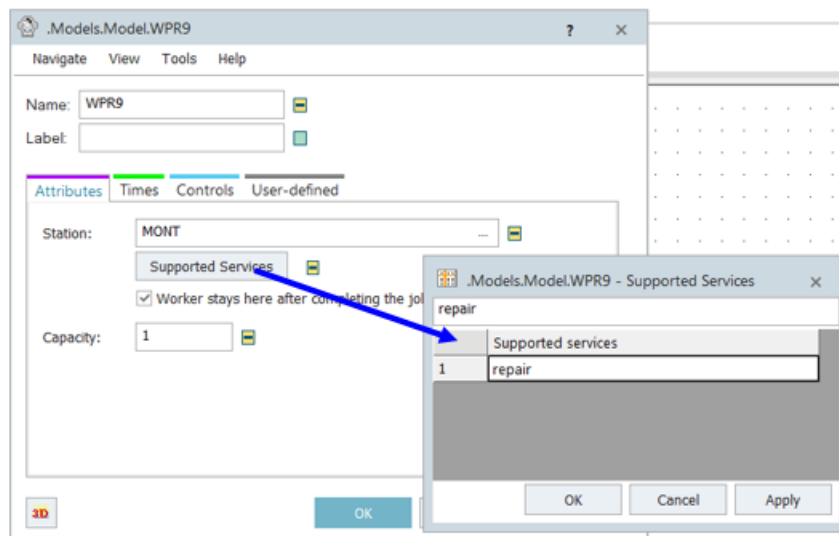 .Models.Model.WPR9 ? ×
Navigate View Tools Help
Name: WPR9
Label:
Attributes Times Controls User-defined
Station: MONT ...
Supported Services
Worker stays here after completing the jol
Capacity: 1
3D
OK
.Models.Model.WPR9 - Supported Services ×
repair
Supported services
1 repair
OK Cancel Apply